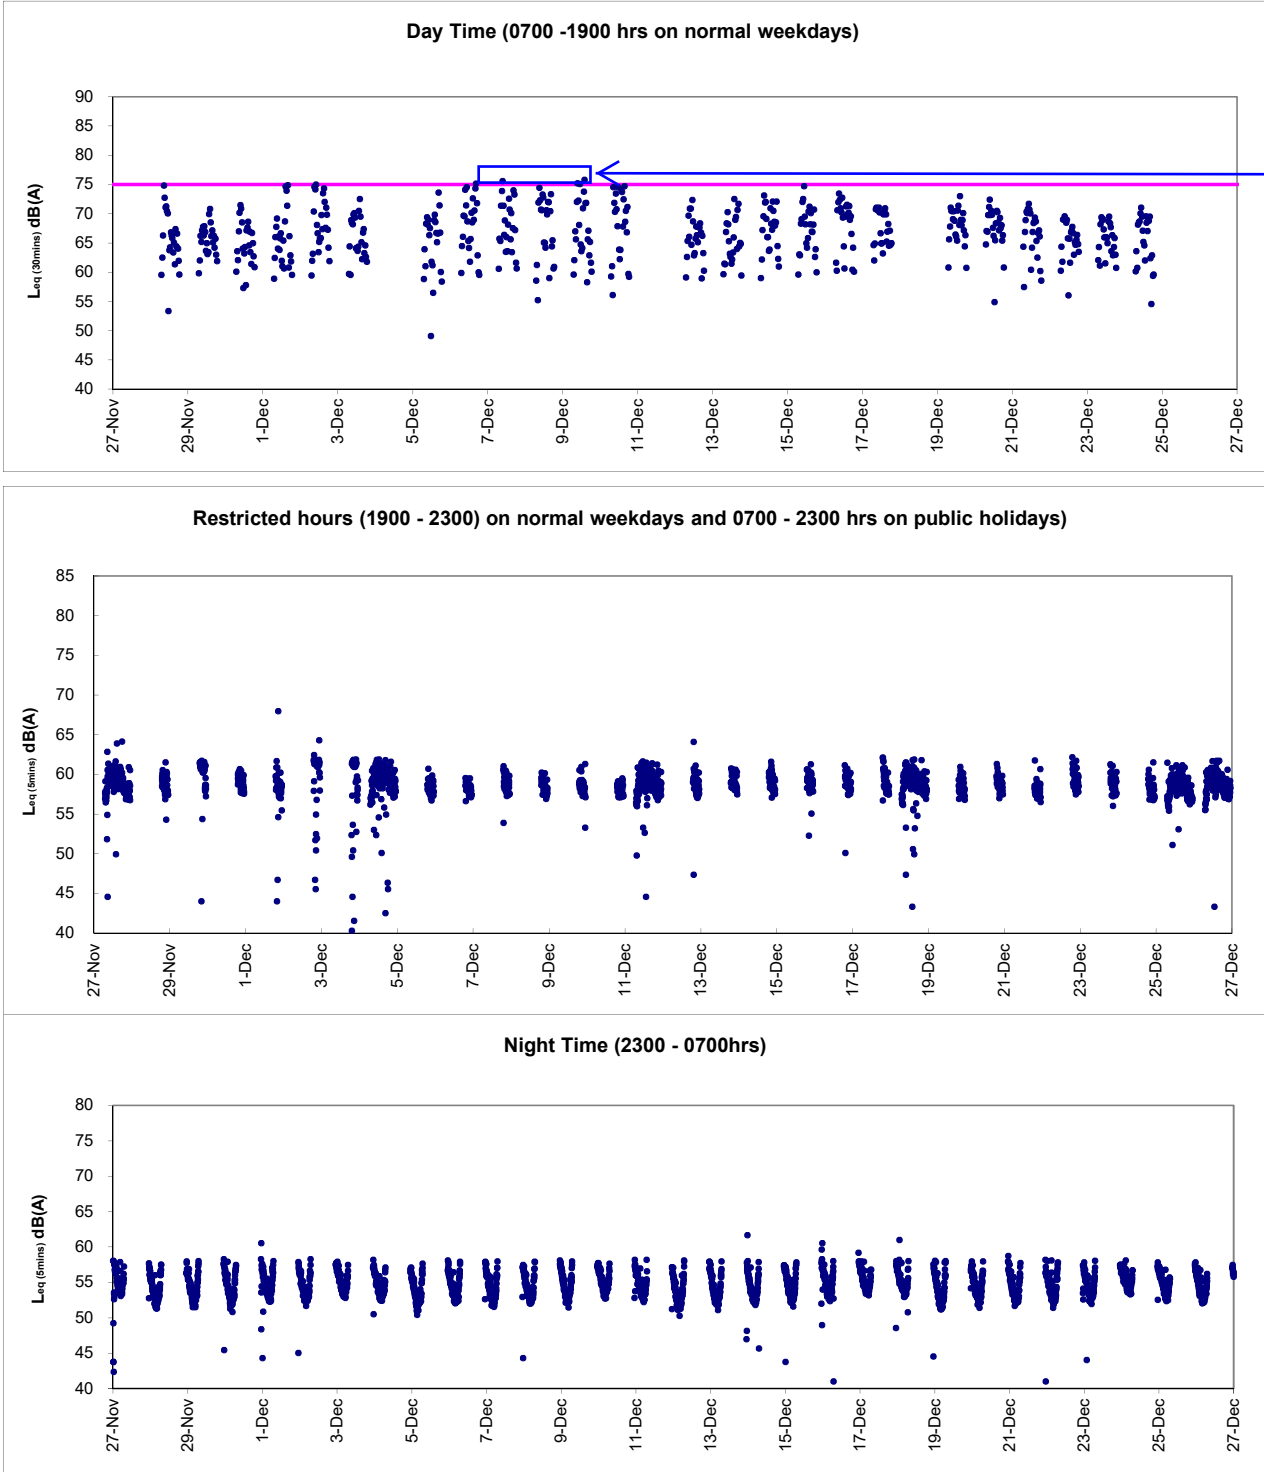 Day Time (0700 -1900 hrs on normal weekdays)
90
85
80
75
70
65
60
55
50
45
40
Leq (30mins) dB(A)
27-Nov
29-Nov
1-Dec
3-Dec
5-Dec
7-Dec
9-Dec
11-Dec
13-Dec
15-Dec
17-Dec
19-Dec
21-Dec
23-Dec
25-Dec
27-Dec
Restricted hours (1900 - 2300) on normal weekdays and 0700 - 2300 hrs on public holidays)
85
80
75
70
65
60
55
50
45
40
Leq (5mins) dB(A)
27-Nov
29-Nov
1-Dec
3-Dec
5-Dec
7-Dec
9-Dec
11-Dec
13-Dec
15-Dec
17-Dec
19-Dec
21-Dec
23-Dec
25-Dec
27-Dec
Night Time (2300 - 0700hrs)
80
75
70
65
60
55
50
45
40
Leq (5mins) dB(A)
27-Nov
29-Nov
1-Dec
3-Dec
5-Dec
7-Dec
9-Dec
11-Dec
13-Dec
15-Dec
17-Dec
19-Dec
21-Dec
23-Dec
25-Dec
27-Dec